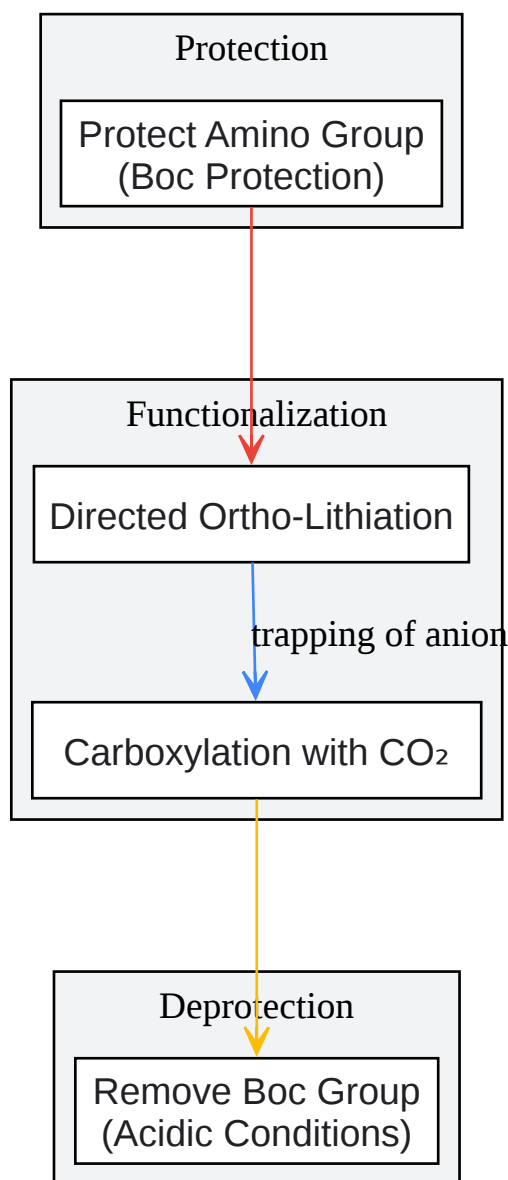 Protection
Protect Amino Group
(Boc Protection)
Functionalization
Directed Ortho-Lithiation
trapping of anion
Carboxylation with CO₂
Deprotection
Remove Boc Group
(Acidic Conditions)